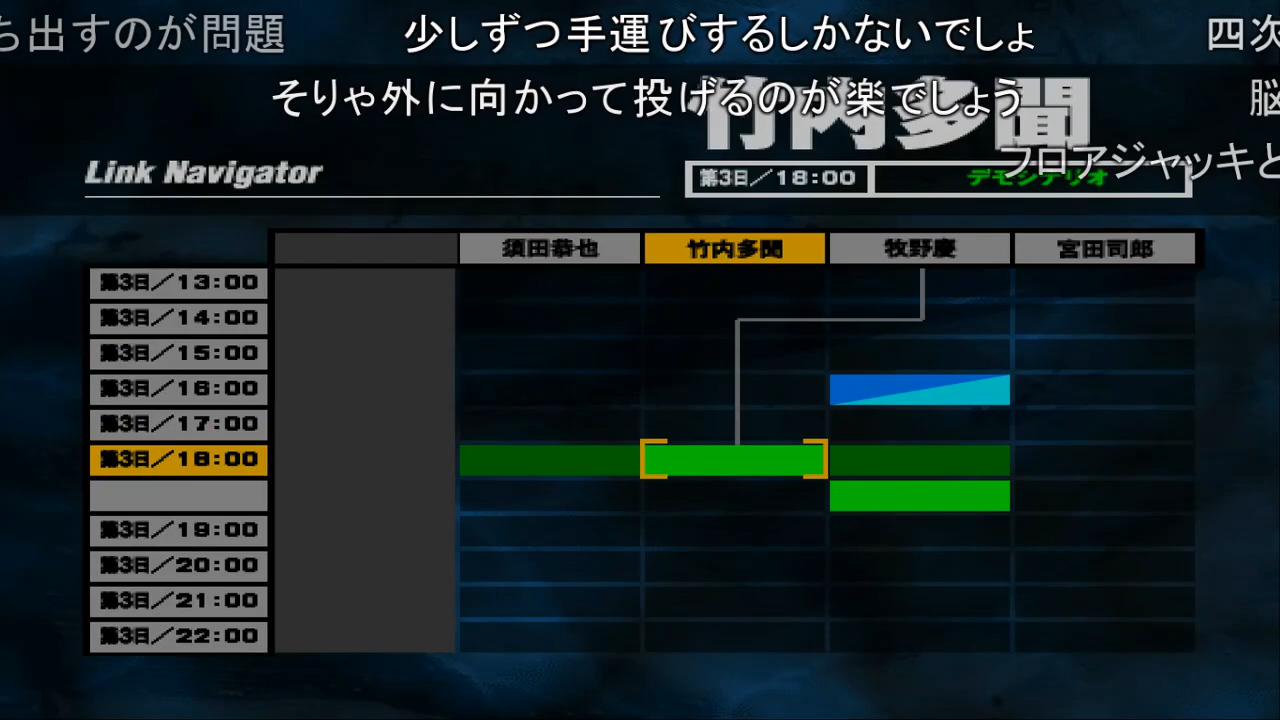 ち出すのが問題 少しずつ手運びするしかないでしょ 四次
そりゃ外に向かって投げるのが楽でしょう 脳
竹内多聞
フロアジャッキと
Link Navigator
第3日／18:00 デモシナリオ
須田恭也 竹内多聞 牧野慶 宮田司郎
第3日／13:00
第3日／14:00
第3日／15:00
第3日／16:00
第3日／17:00
第3日／18:00
第3日／19:00
第3日／20:00
第3日／21:00
第3日／22:00